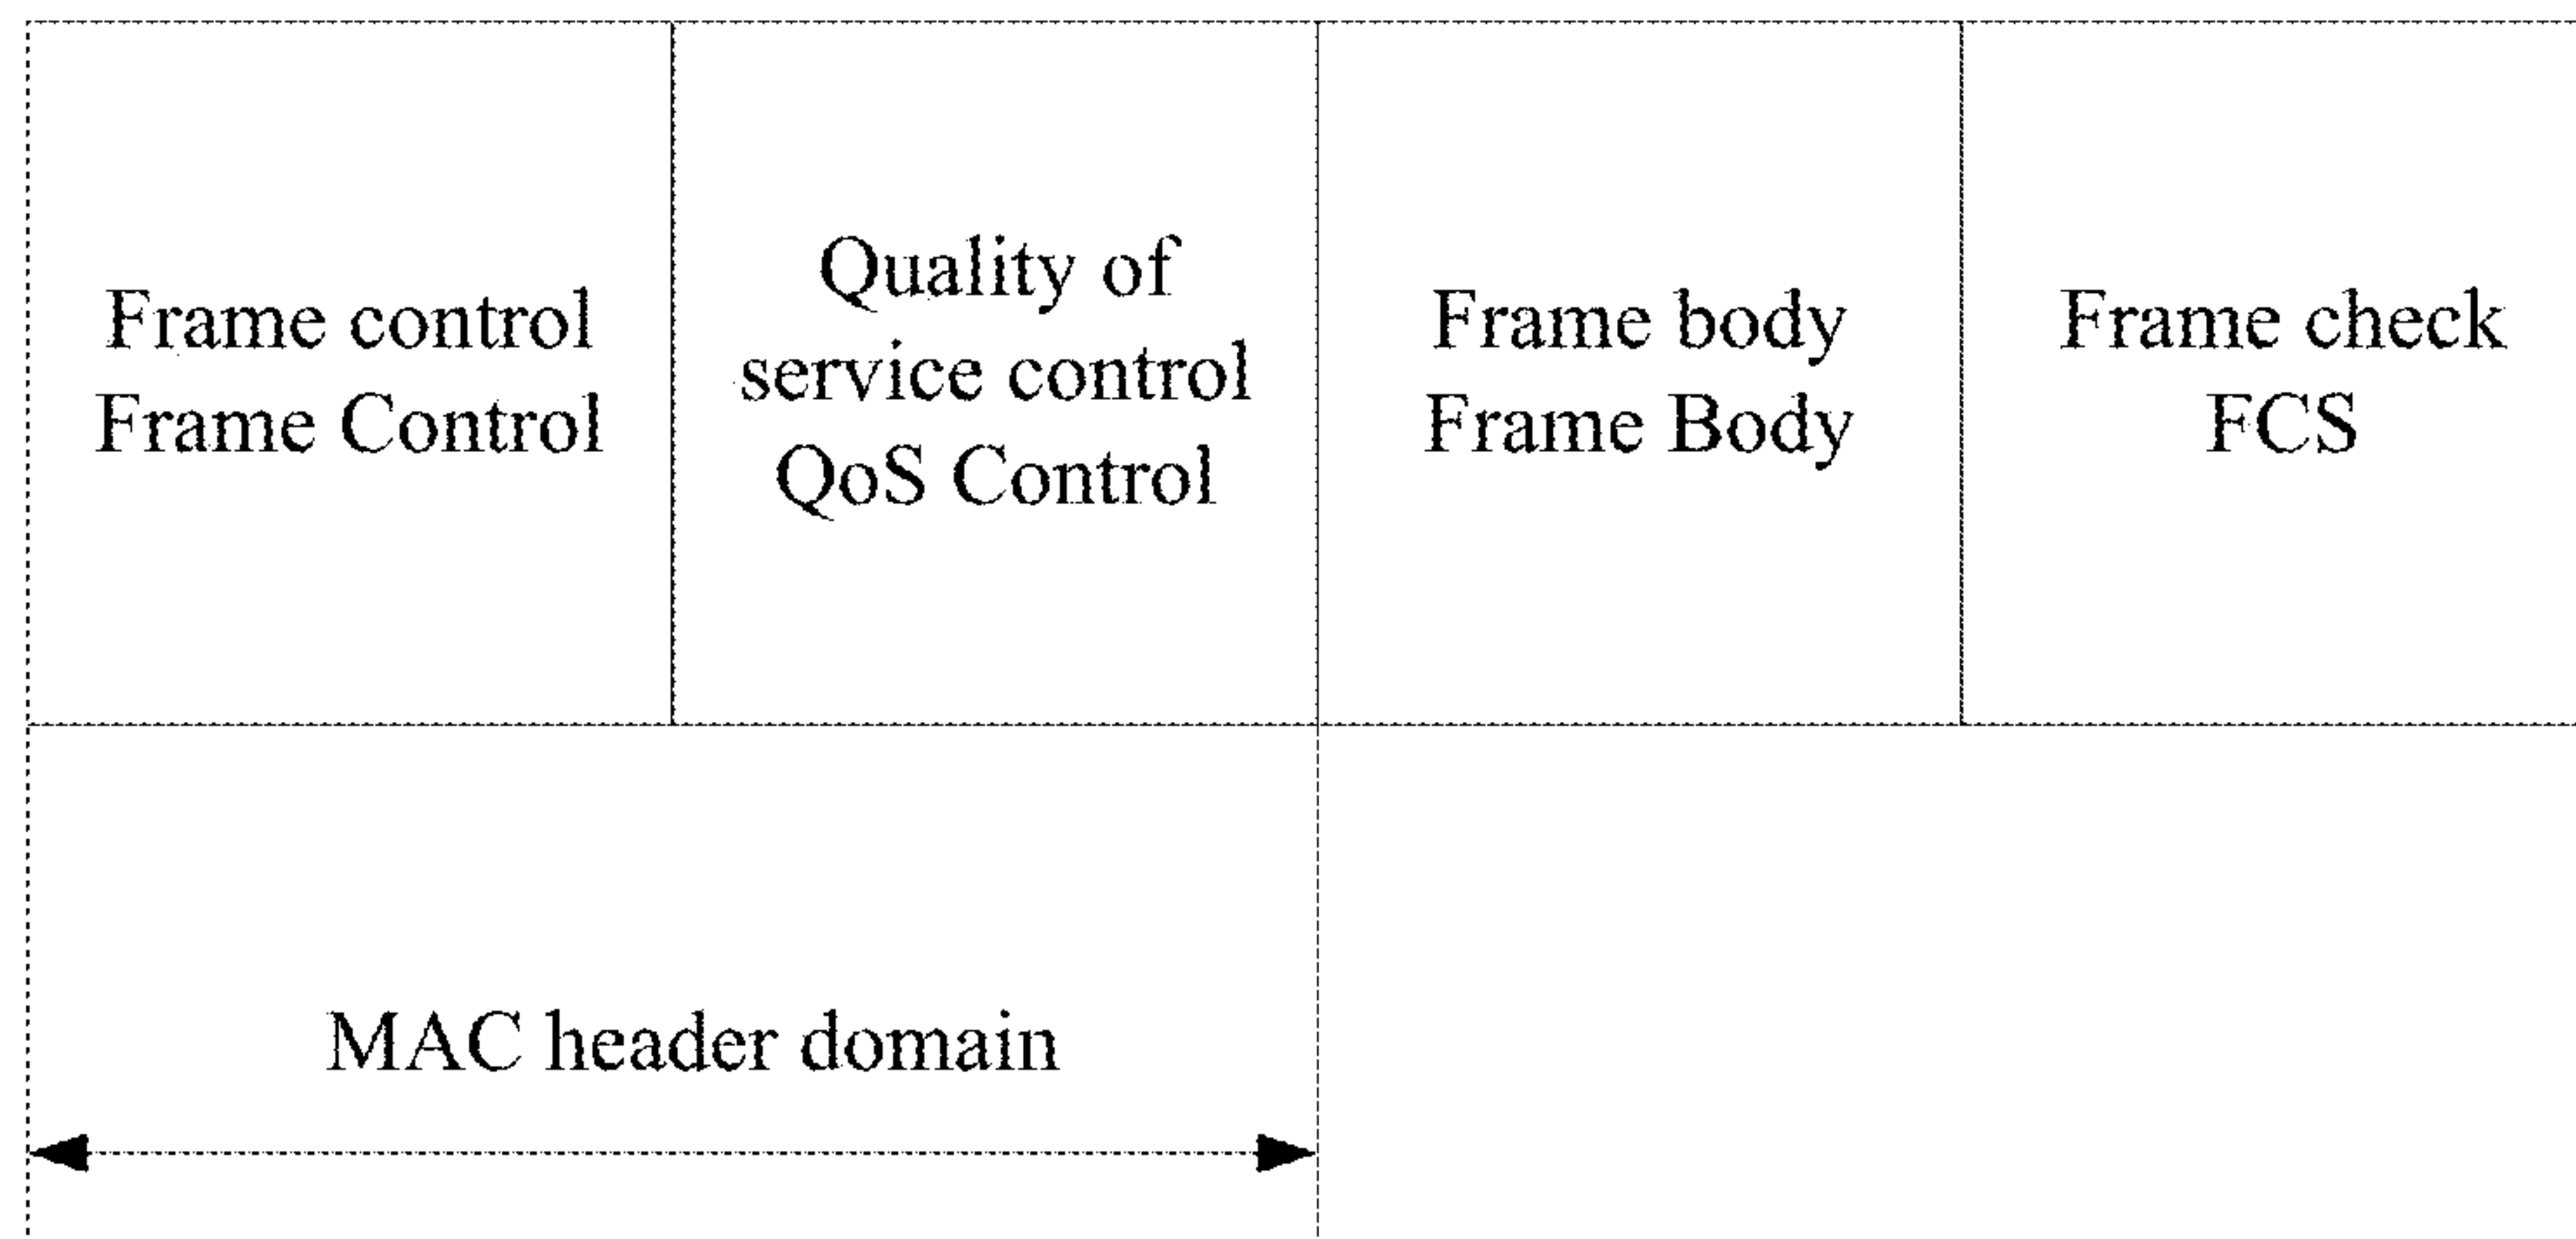 Frame control
Frame Control
Quality of
service control
QoS Control
Frame body
Frame Body
Frame check
FCS
MAC header domain